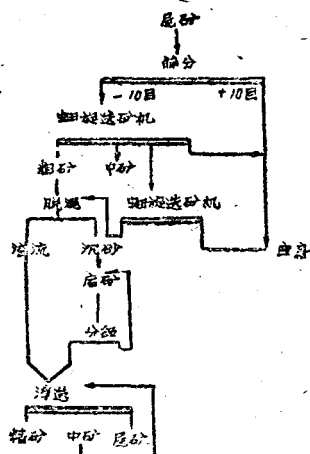 尾矿
筛分
-10目 +10目
螺旋选矿机
粗矿 中矿
脱泥 螺旋选矿机
溢流 沉砂
磨矿
分级
浮选
精矿 中矿 尾矿